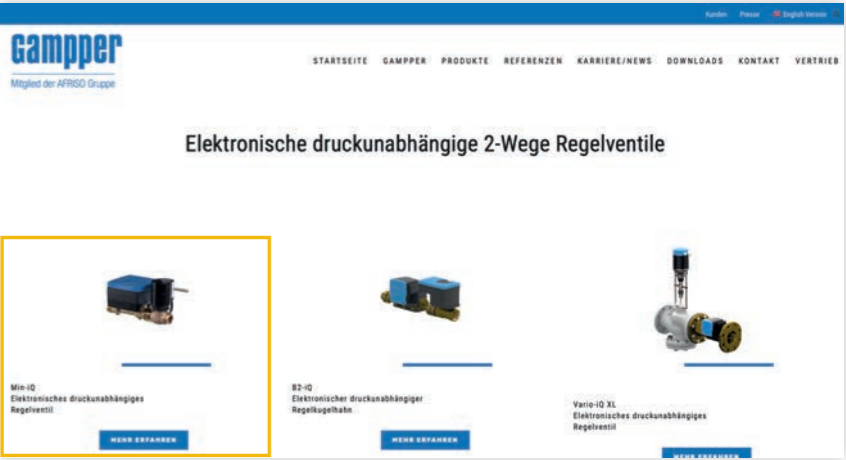 Kunden Presse English Version
Gampper
Mitglied der AFRISO Gruppe
STARTSEITE GAMPPER PRODUKTE REFERENZEN KARRIERE/NEWS DOWNLOADS KONTAKT VERTRIEB
Elektronische druckunabhängige 2-Wege Regelventile
Min-iQ
Elektronisches druckunabhängiges
Regelventil
MEHR ERFAHREN
B2-iQ
Elektronischer druckunabhängiger
Regelkugelhahn
MEHR ERFAHREN
Vario-iQ XL
Elektronisches druckunabhängiges
Regelventil
MEHR ERFAHREN